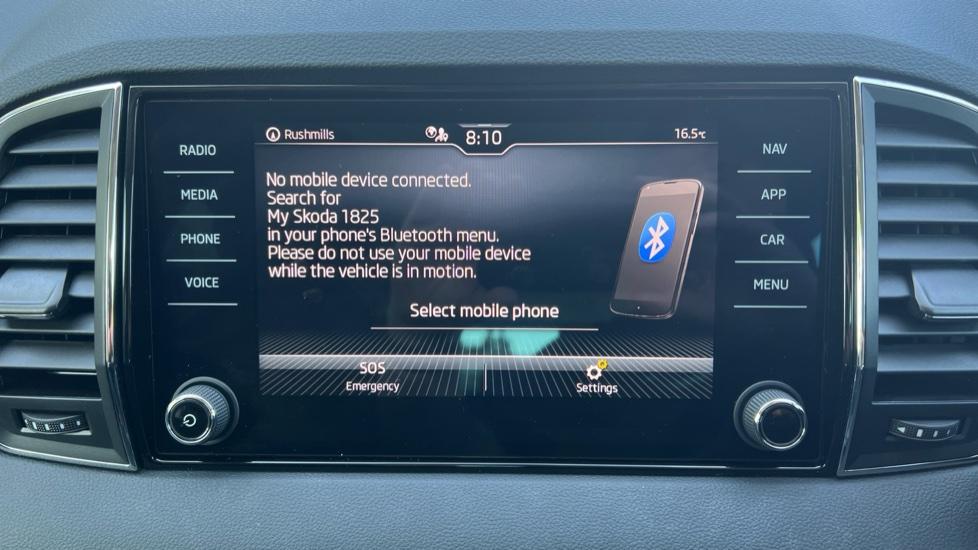 Rushmills
8:10
16.5°C
RADIO
MEDIA
PHONE
VOICE
No mobile device connected.
Search for
My Skoda 1825
in your phone's Bluetooth menu.
Please do not use your mobile device
while the vehicle is in motion.
Select mobile phone
SOS
Emergency
Settings
NAV
APP
CAR
MENU